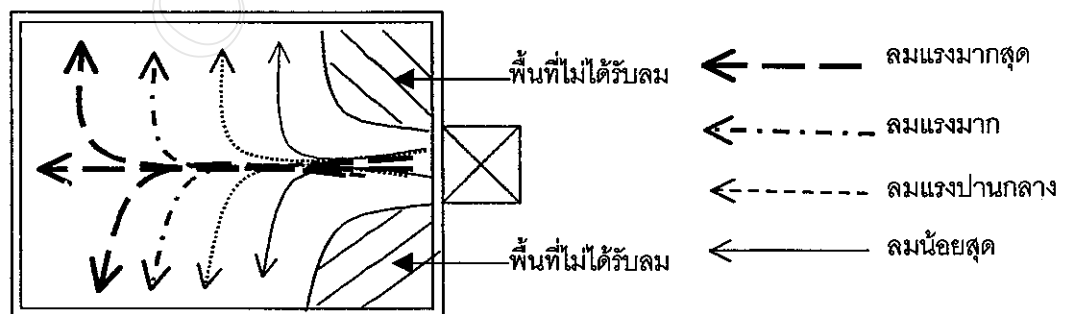 พื้นที่ไม่ได้รับลม
พื้นที่ไม่ได้รับลม
ลมแรงมากสุด
ลมแรงมาก
ลมแรงปานกลาง
ลมน้อยสุด